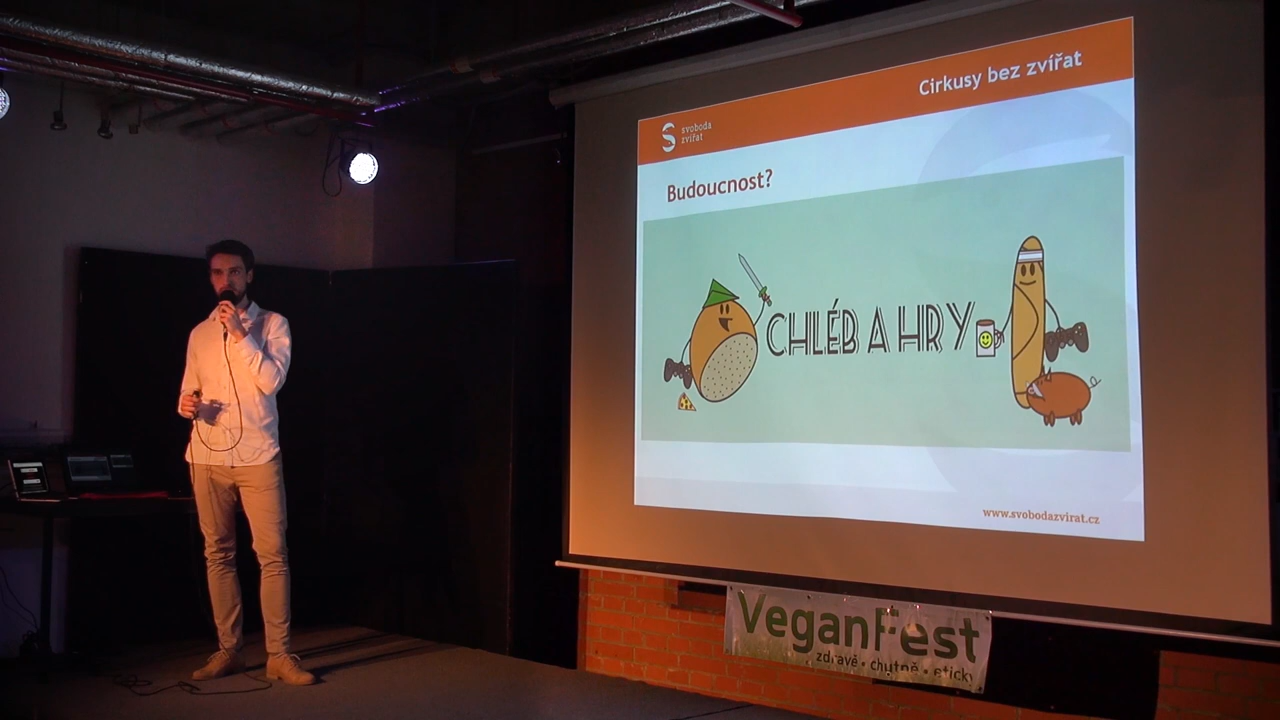 Cirkusy bez zvířat
svoboda
zvířat
Budoucnost?
CHLÉB A HRY
www.svobodazvirat.cz
VeganFest
zdravě • chutně • eticky